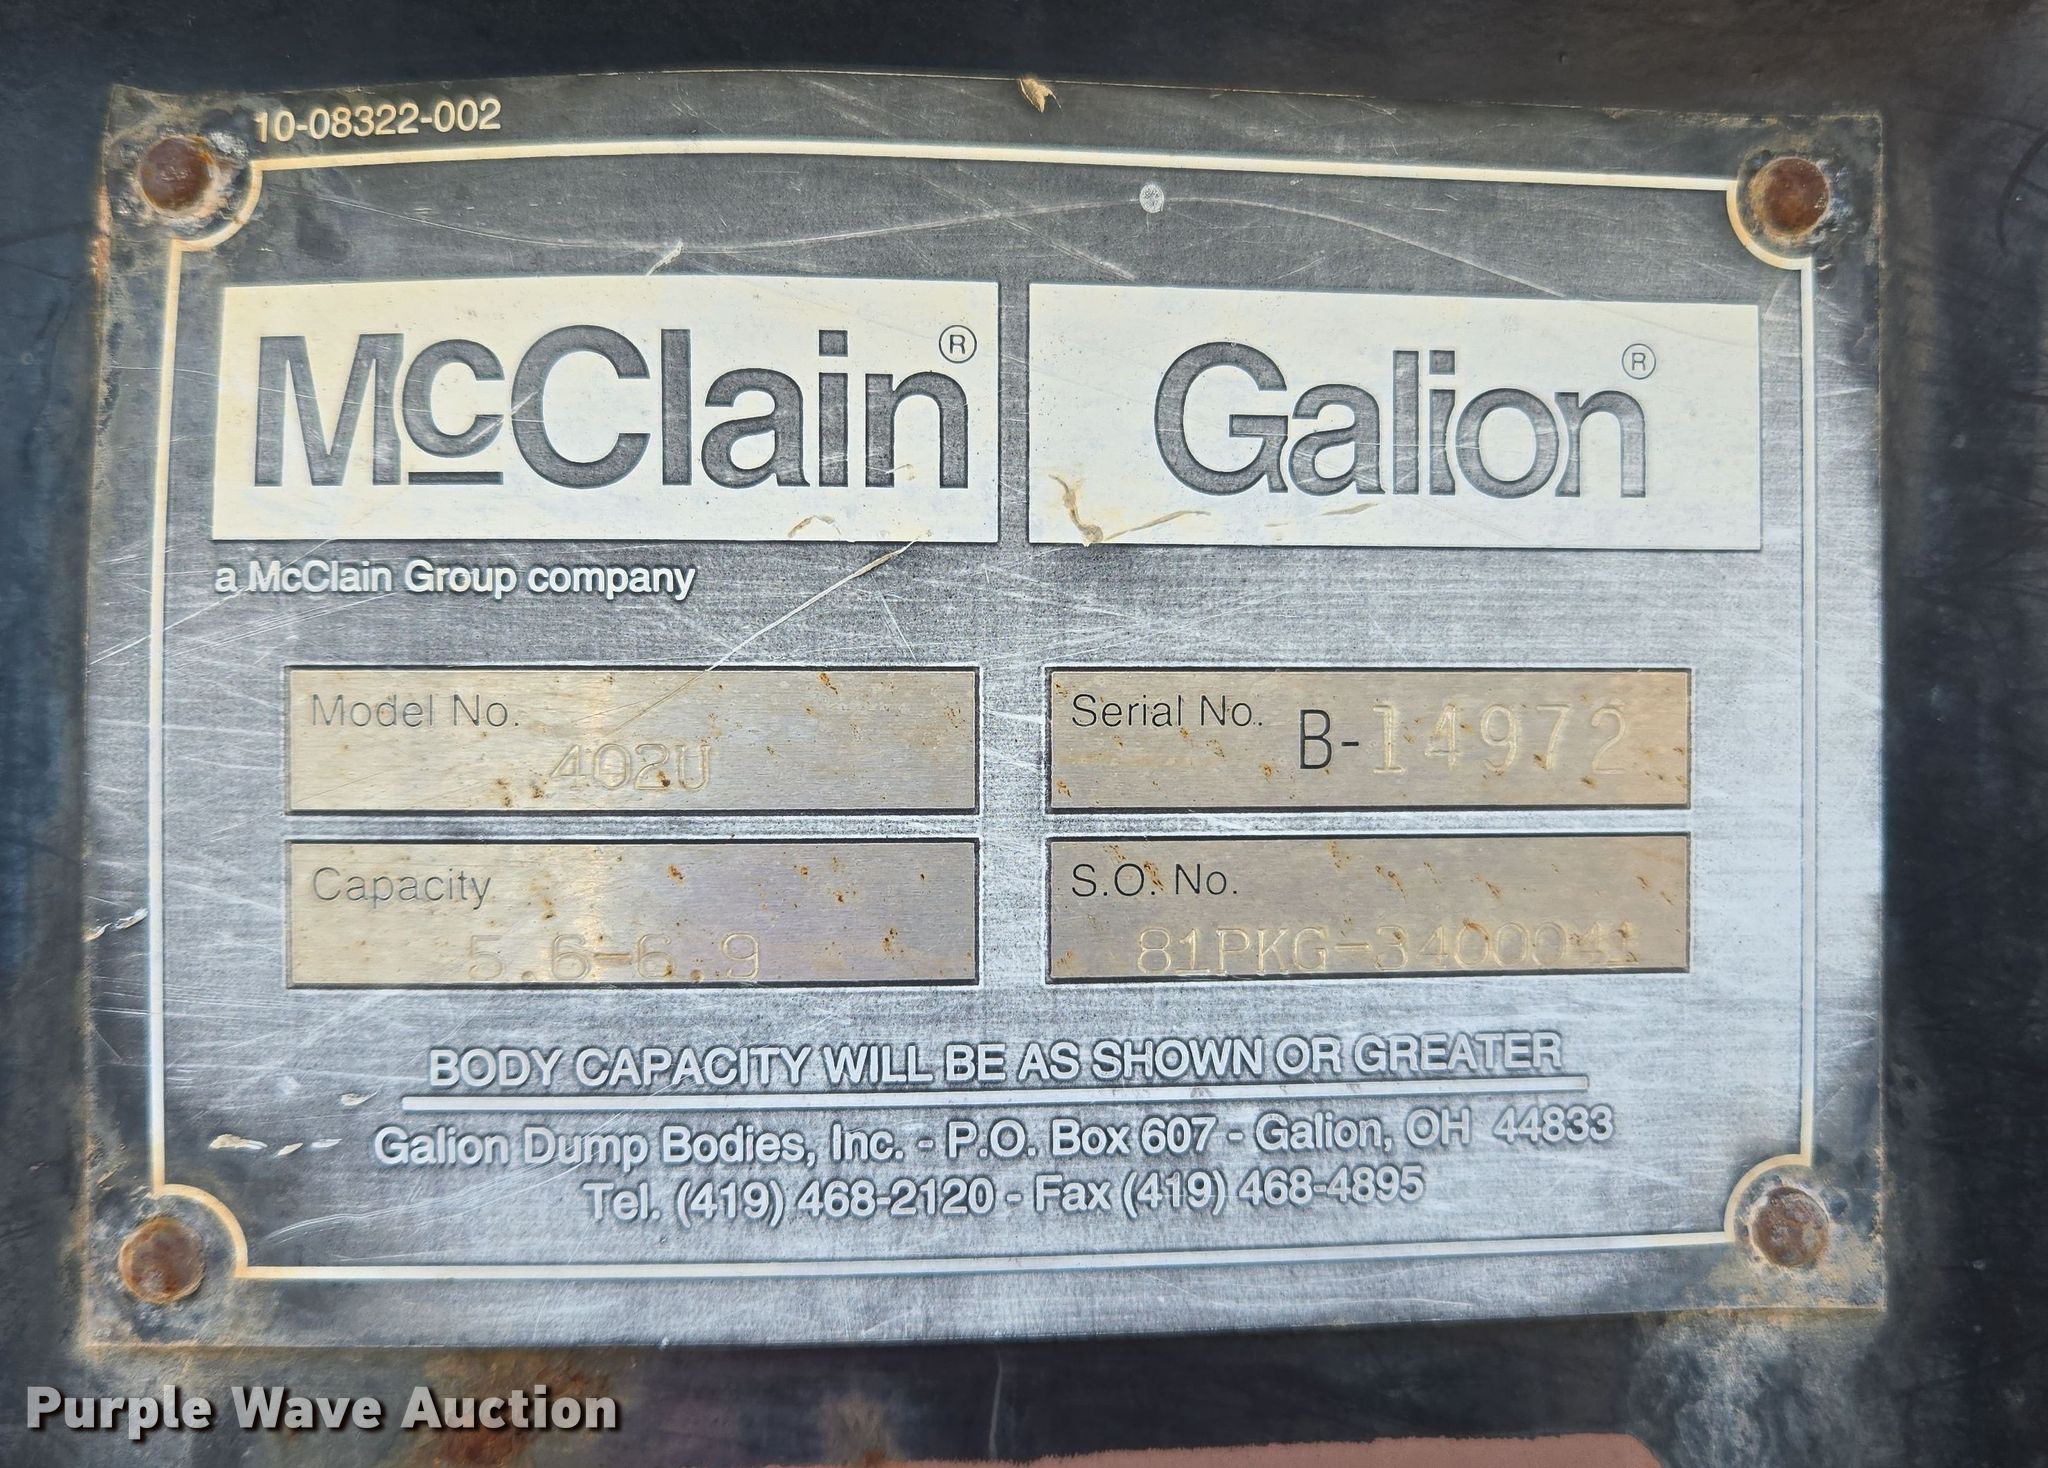 10-08322-002
McClain® Galion®
a McClain Group company
Model No. 402U
Serial No. B-14972
Capacity 5.6-6.9
S.O. No. 81PKG-3400041
BODY CAPACITY WILL BE AS SHOWN OR GREATER
Galion Dump Bodies, Inc. - P.O. Box 607 - Galion, OH 44833
Tel. (419) 468-2120 - Fax (419) 468-4895
Purple Wave Auction